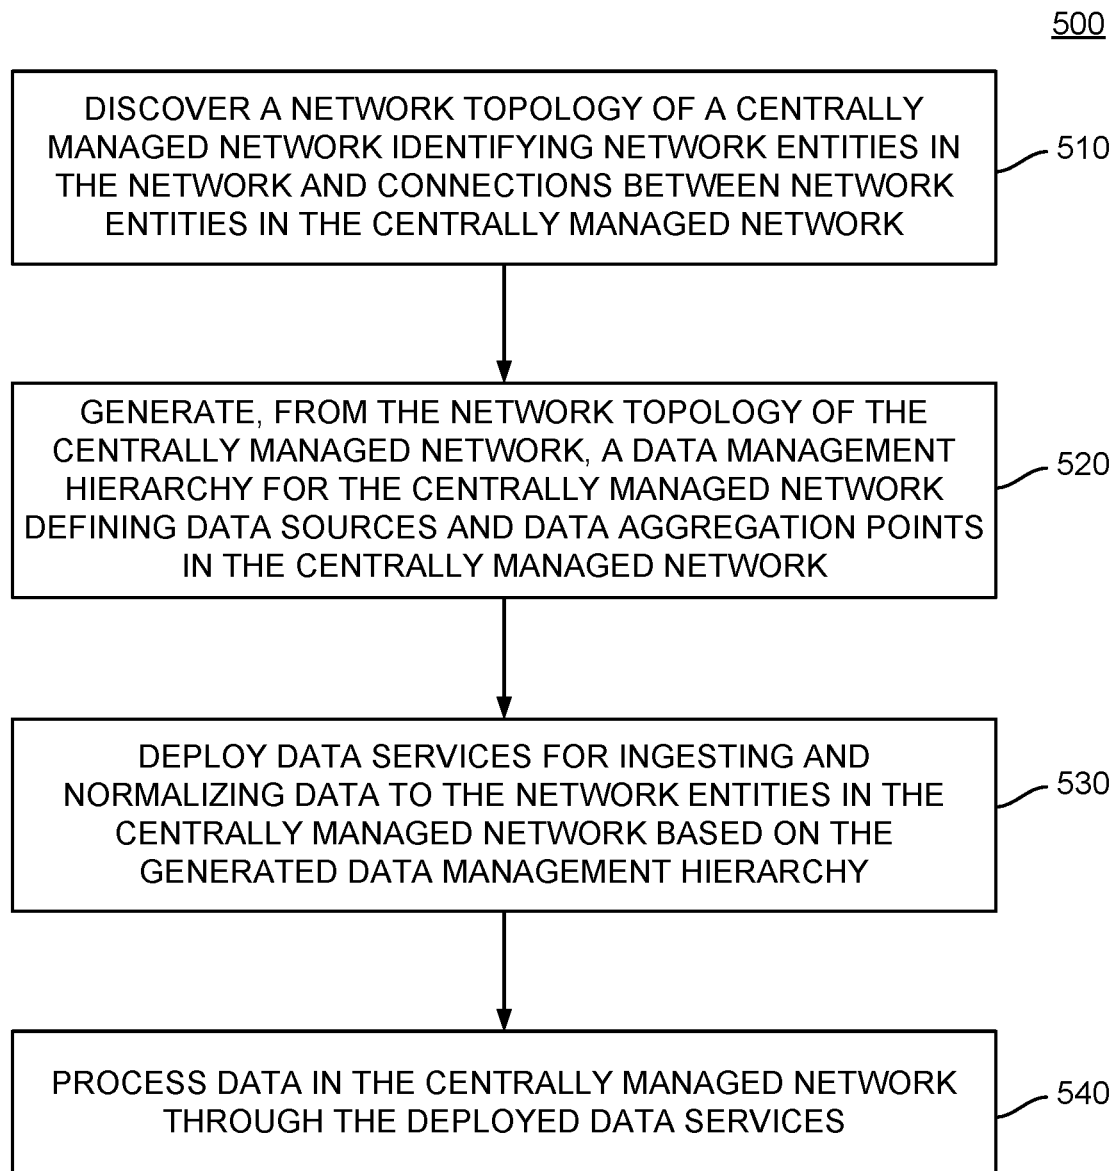 500
DISCOVER A NETWORK TOPOLOGY OF A CENTRALLY
MANAGED NETWORK IDENTIFYING NETWORK ENTITIES IN
THE NETWORK AND CONNECTIONS BETWEEN NETWORK
ENTITIES IN THE CENTRALLY MANAGED NETWORK
510
GENERATE, FROM THE NETWORK TOPOLOGY OF THE
CENTRALLY MANAGED NETWORK, A DATA MANAGEMENT
HIERARCHY FOR THE CENTRALLY MANAGED NETWORK
DEFINING DATA SOURCES AND DATA AGGREGATION POINTS
IN THE CENTRALLY MANAGED NETWORK
520
DEPLOY DATA SERVICES FOR INGESTING AND
NORMALIZING DATA TO THE NETWORK ENTITIES IN THE
CENTRALLY MANAGED NETWORK BASED ON THE
GENERATED DATA MANAGEMENT HIERARCHY
530
PROCESS DATA IN THE CENTRALLY MANAGED NETWORK
THROUGH THE DEPLOYED DATA SERVICES
540